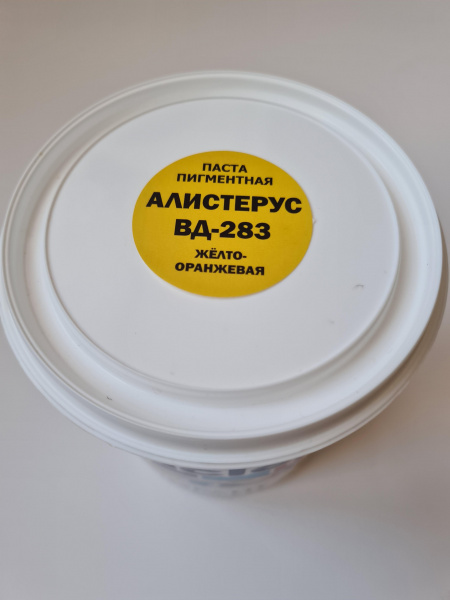 ПАСТА
ПИГМЕНТНАЯ
АЛИСТЕРУС
ВД-283
ЖЁЛТО-
ОРАНЖЕВАЯ